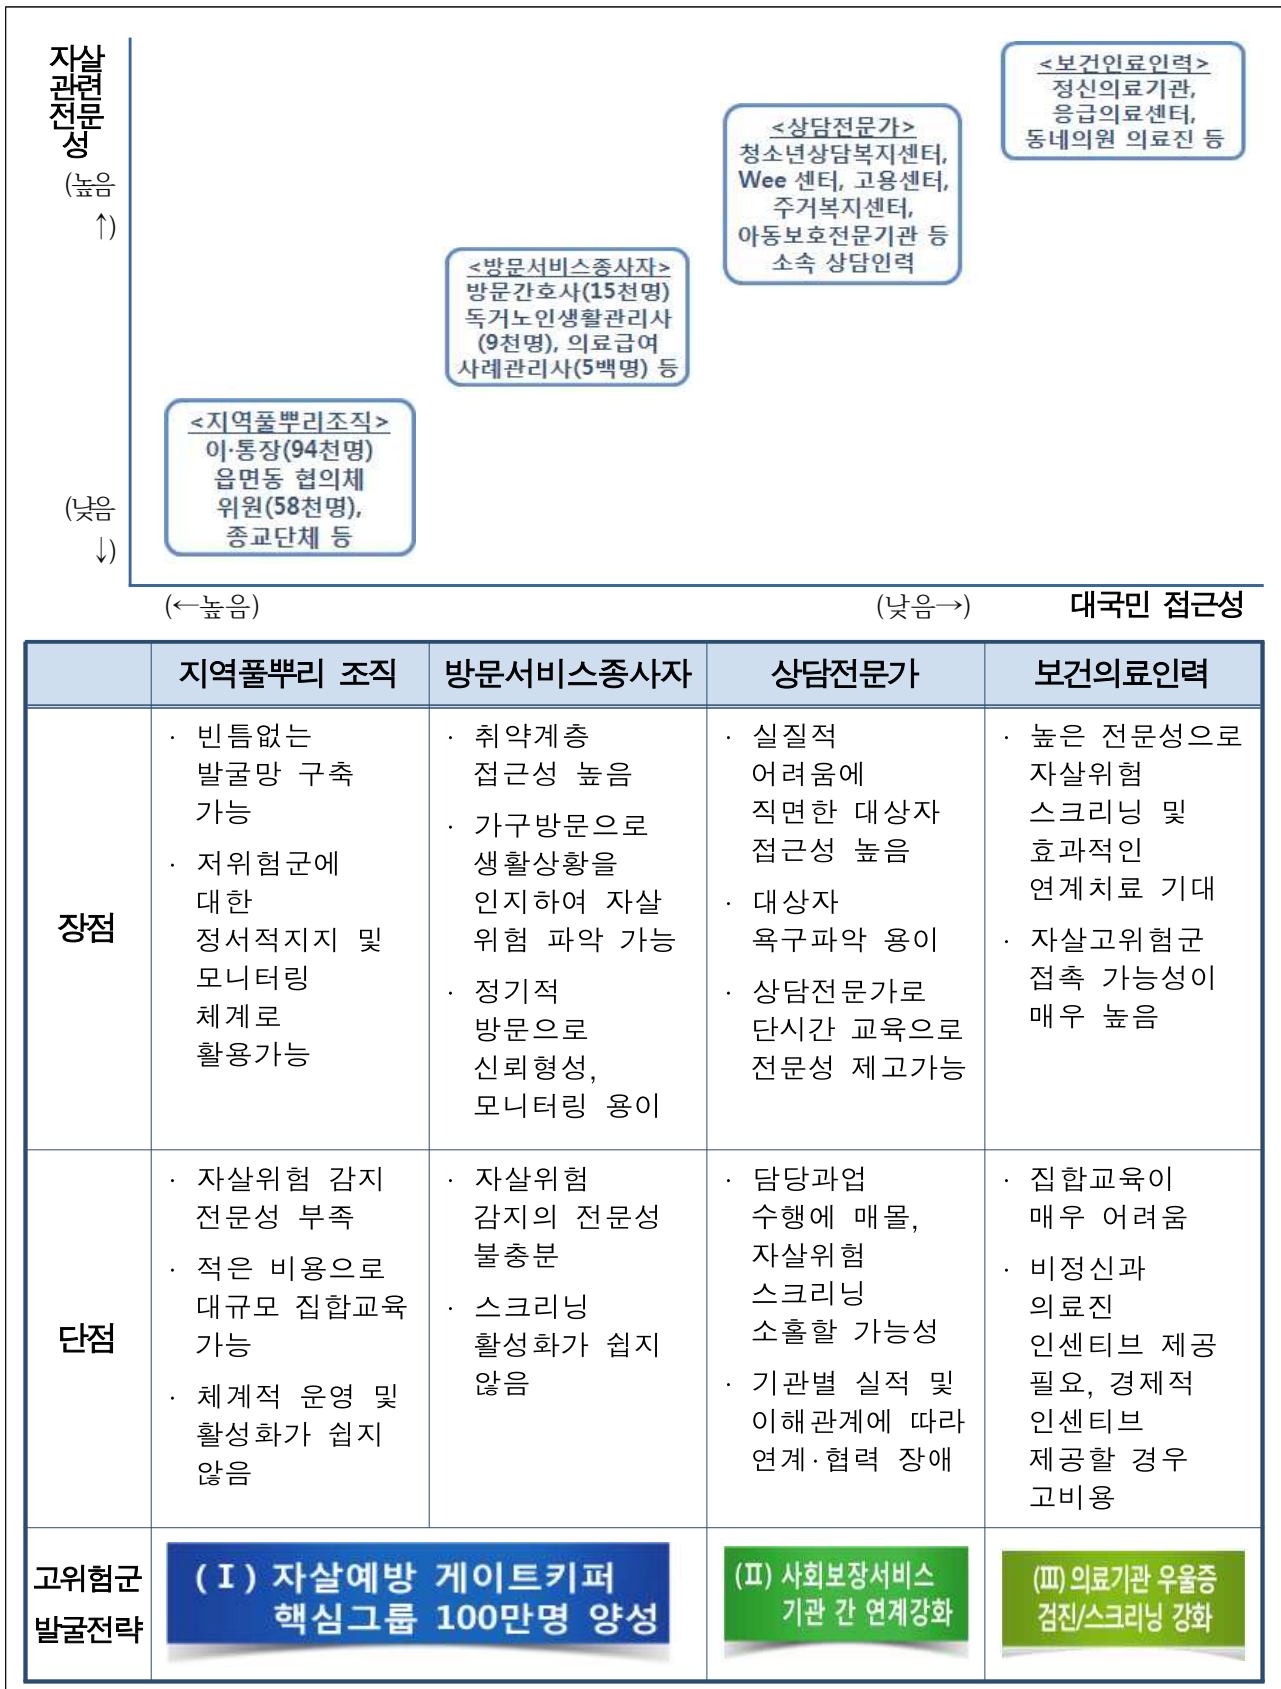 자살
관련
전문
성
(높음
↑)
(낮음
↓)
<보건인료인력>
정신의료기관,
응급의료센터,
동네의원 의료진 등
<상담전문가>
청소년상담복지센터,
Wee 센터, 고용센터,
주거복지센터,
아동보호전문기관 등
소속 상담인력
<방문서비스종사자>
방문간호사(15천명)
독거노인생활관리사
(9천명), 의료급여
사례관리사(5백명) 등
<지역풀뿌리조직>
이·통장(94천명)
읍면동 협의체
위원(58천명),
종교단체 등
(←높음)
(낮음→)
대국민 접근성
지역풀뿌리 조직
방문서비스종사자
상담전문가
보건의료인력
장점
· 빈틈없는
발굴망 구축
가능
· 저위험군에
대한
정서적지지 및
모니터링
체계로
활용가능
· 취약계층
접근성 높음
· 가구방문으로
생활상황을
인지하여 자살
위험 파악 가능
· 정기적
방문으로
신뢰형성,
모니터링 용이
· 실질적
어려움에
직면한 대상자
접근성 높음
· 대상자
욕구파악 용이
· 상담전문가로
단시간 교육으로
전문성 제고가능
· 높은 전문성으로
자살위험
스크리닝 및
효과적인
연계치료 기대
· 자살고위험군
접촉 가능성이
매우 높음
단점
· 자살위험 감지
전문성 부족
· 적은 비용으로
대규모 집합교육
가능
· 체계적 운영 및
활성화가 쉽지
않음
· 자살위험
감지의 전문성
불충분
· 스크리닝
활성화가 쉽지
않음
· 담당과업
수행에 매몰,
자살위험
스크리닝
소홀할 가능성
· 기관별 실적 및
이해관계에 따라
연계·협력 장애
· 집합교육이
매우 어려움
· 비정신과
의료진
인센티브 제공
필요, 경제적
인센티브
제공할 경우
고비용
고위험군
발굴전략
(Ⅰ) 자살예방 게이트키퍼
핵심그룹 100만명 양성
(Ⅱ) 사회보장서비스
기관 간 연계강화
(Ⅲ) 의료기관 우울증
검진/스크리닝 강화